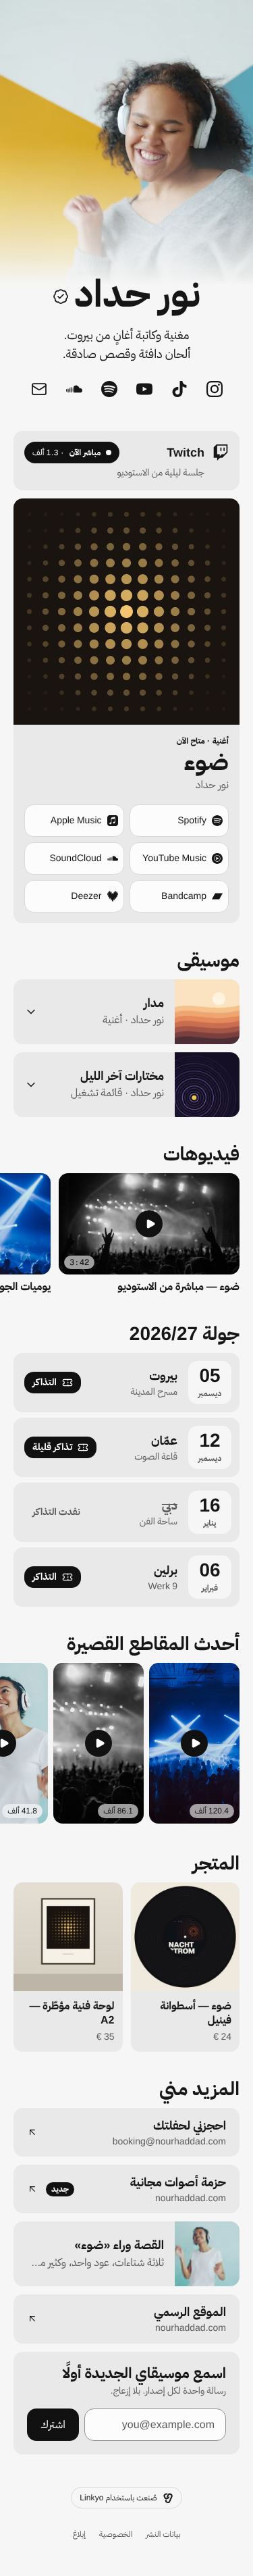 نور حداد
مغنية وكاتبة أغانٍ من بيروت.
ألحان دافئة وقصص صادقة.
Twitch
مباشر الآن · 1.3 ألف
جلسة ليلية من الاستوديو
أغنية · متاح الآن
ضوء
نور حداد
Spotify
Apple Music
YouTube Music
SoundCloud
Bandcamp
Deezer
موسيقى
مدار
نور حداد · أغنية
مختارات آخر الليل
نور حداد · قائمة تشغيل
فيديوهات
3:42
ضوء — مباشرة من الاستوديو
يوميات الجو
جولة 2026/27
05
ديسمبر
بيروت
مسرح المدينة
التذاكر
12
ديسمبر
عمّان
قاعة الصوت
تذاكر قليلة
16
يناير
دبي
ساحة الفن
نفدت التذاكر
06
فبراير
برلين
Werk 9
التذاكر
أحدث المقاطع القصيرة
120.4 ألف
86.1 ألف
41.8 ألف
المتجر
NACHT
STROM
ضوء — أسطوانة
فينيل
24 €
لوحة فنية مؤطّرة —
A2
35 €
المزيد مني
احجزني لحفلتك
booking@nourhaddad.com
حزمة أصوات مجانية
nourhaddad.com
جديد
القصة وراء «ضوء»
ثلاثة شتاءات، عود واحد، وكثير م…
الموقع الرسمي
nourhaddad.com
اسمع موسيقاي الجديدة أولًا
رسالة واحدة لكل إصدار. بلا إزعاج.
you@example.com
اشترك
صُنعت باستخدام Linkyo
بيانات النشر
الخصوصية
إبلاغ